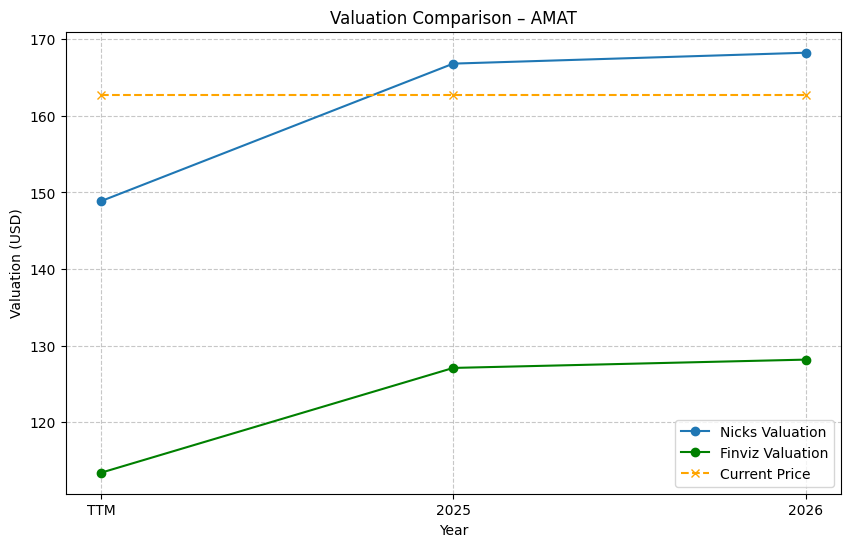 Valuation Comparison – AMAT
Valuation (USD)
170
160
150
140
130
120
TTM
2025
2026
Year
Nicks Valuation
Finviz Valuation
Current Price